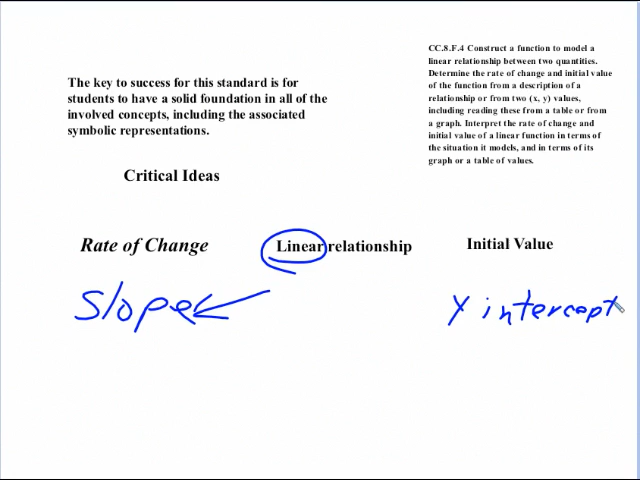 CC.8.F.4 Construct a function to model a
linear relationship between two quantities.
Determine the rate of change and initial value
of the function from a description of a
relationship or from two (x, y) values,
including reading these from a table or from
a graph. Interpret the rate of change and
initial value of a linear function in terms of
the situation it models, and in terms of its
graph or a table of values.
The key to success for this standard is for
students to have a solid foundation in all of the
involved concepts, including the associated
symbolic representations.
Critical Ideas
Rate of Change
Linear relationship
Initial Value
Slope
Y intercept